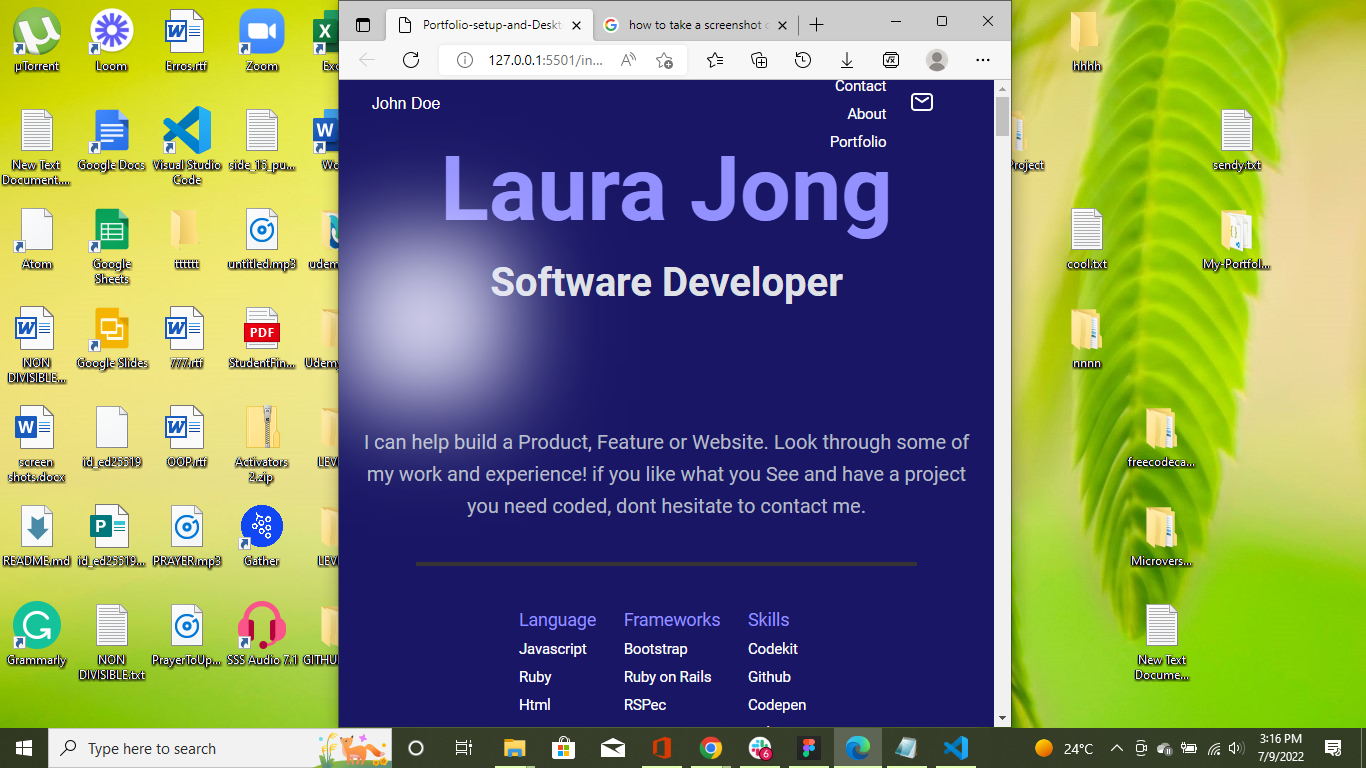 Portfolio-setup-and-Deskt
how to take a screenshot o
127.0.0.1:5501/in...
John Doe
Contact
About
Portfolio
Laura Jong
Software Developer
I can help build a Product, Feature or Website. Look through some of
my work and experience! if you like what you See and have a project
you need coded, dont hesitate to contact me.
Language
Javascript
Ruby
Html
Frameworks
Bootstrap
Ruby on Rails
RSPec
Skills
Codekit
Github
Codepen
µTorrent
Loom
Erros.rtf
Zoom
Exc
New Text
Document....
Google Docs
Visual Studio
Code
side_15_pu...
Wo
Atom
Google
Sheets
tttttt
untitled.mp3
udem
NON
DIVISIBLE...
Google Slides
777.rtf
PDF
StudentFin...
Udemy
screen
shots.docx
id_ed25519
OOP.rtf
Activators
2.zip
LEV
README.md
id_ed25519...
PRAYER.mp3
Gather
LEV
Grammarly
NON
DIVISIBLE.txt
PrayerToUp...
SSS Audio 7.1
GITHU
hhhh
Project
sendy.txt
cool.txt
My-Portfol...
nnnn
freecodeca...
Microvers...
New Text
Docume...
Type here to search
6
24°C
3:16 PM
7/9/2022